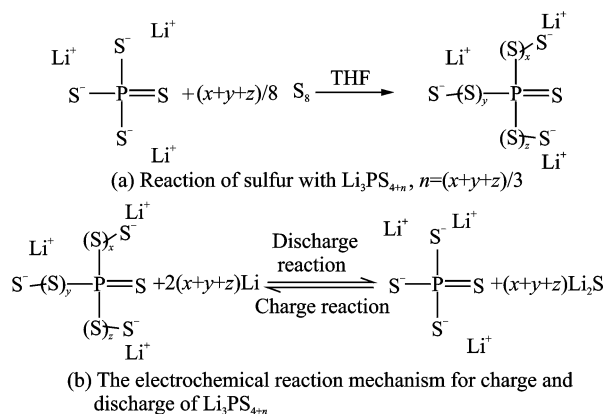 Li⁺ S⁻ Li⁺
S⁻ P S +(x+y+z)/8 S₈ THF
S⁻
Li⁺
Li⁺ (S)ₓ S⁻ Li⁺
S⁻ (S)ᵧ P S
(S)_z S⁻
Li⁺
(a) Reaction of sulfur with Li₃PS₄₊ₙ, n=(x+y+z)/3
Li⁺ (S)ₓ S⁻ Li⁺
S⁻ (S)ᵧ P S +2(x+y+z)Li
(S)_z S⁻
Li⁺
Discharge
reaction
Charge reaction
Li⁺ S⁻ Li⁺
S⁻ P S +(x+y+z)Li₂S
S⁻
Li⁺
(b) The electrochemical reaction mechanism for charge and
discharge of Li₃PS₄₊ₙ